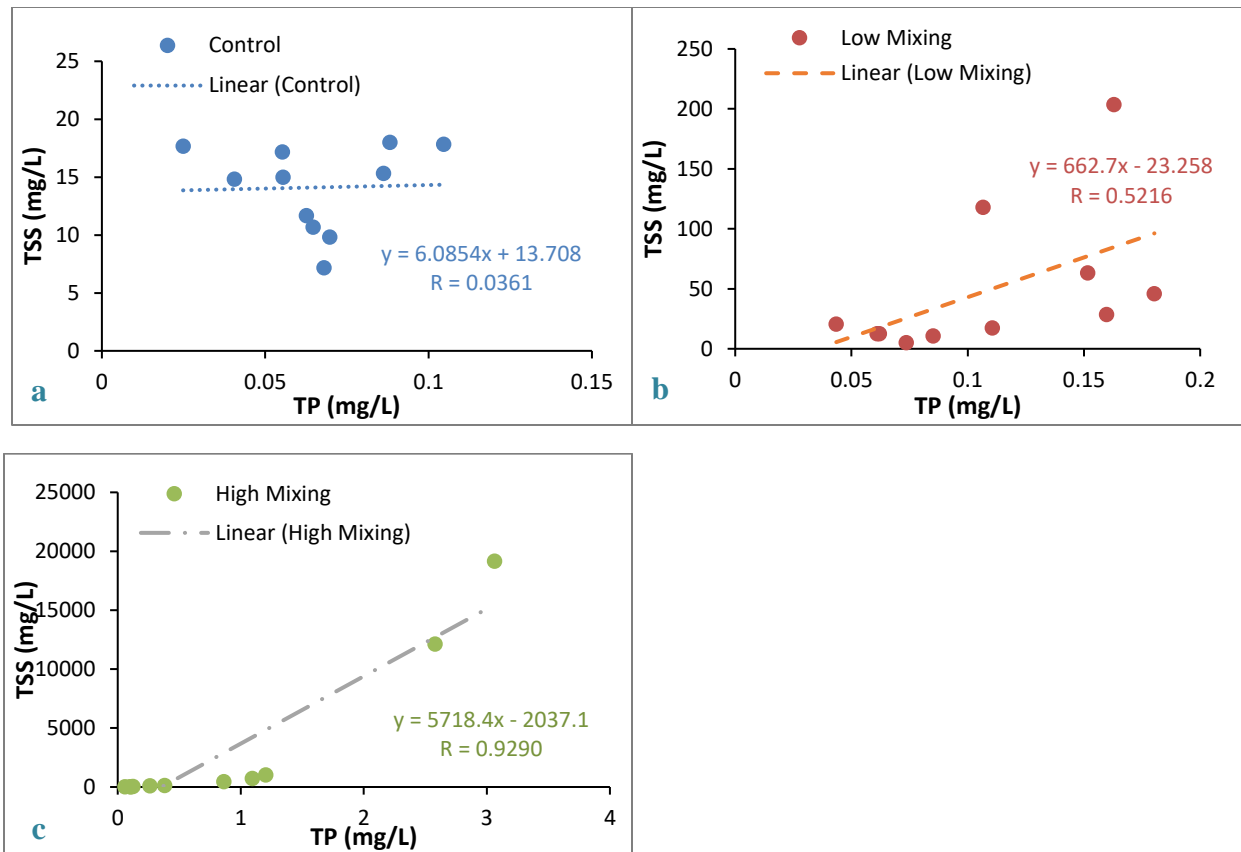 Control
Linear (Control)
25
20
15
10
5
0
TSS (mg/L)
y = 6.0854x + 13.708
R = 0.0361
0
0.05
0.1
0.15
TP (mg/L)
a
Low Mixing
Linear (Low Mixing)
250
200
150
100
50
0
TSS (mg/L)
y = 662.7x - 23.258
R = 0.5216
0
0.05
0.1
0.15
0.2
TP (mg/L)
b
High Mixing
Linear (High Mixing)
25000
20000
15000
10000
5000
0
TSS (mg/L)
y = 5718.4x - 2037.1
R = 0.9290
0
1
2
3
4
TP (mg/L)
c